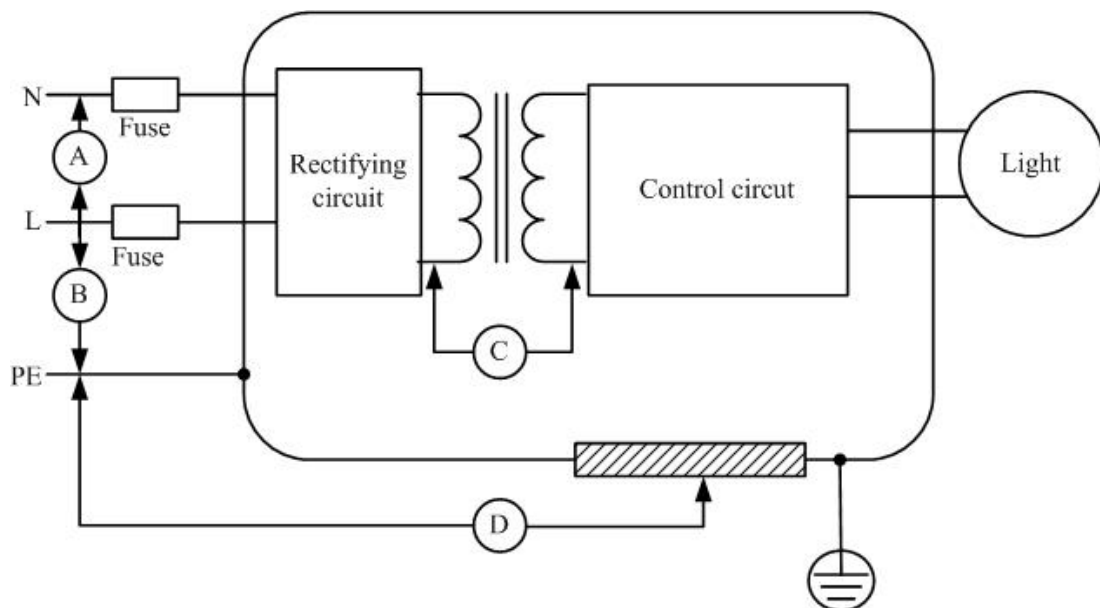 N
Fuse
A
Rectifying
circuit
Control circut
Light
L
Fuse
B
C
PE
D